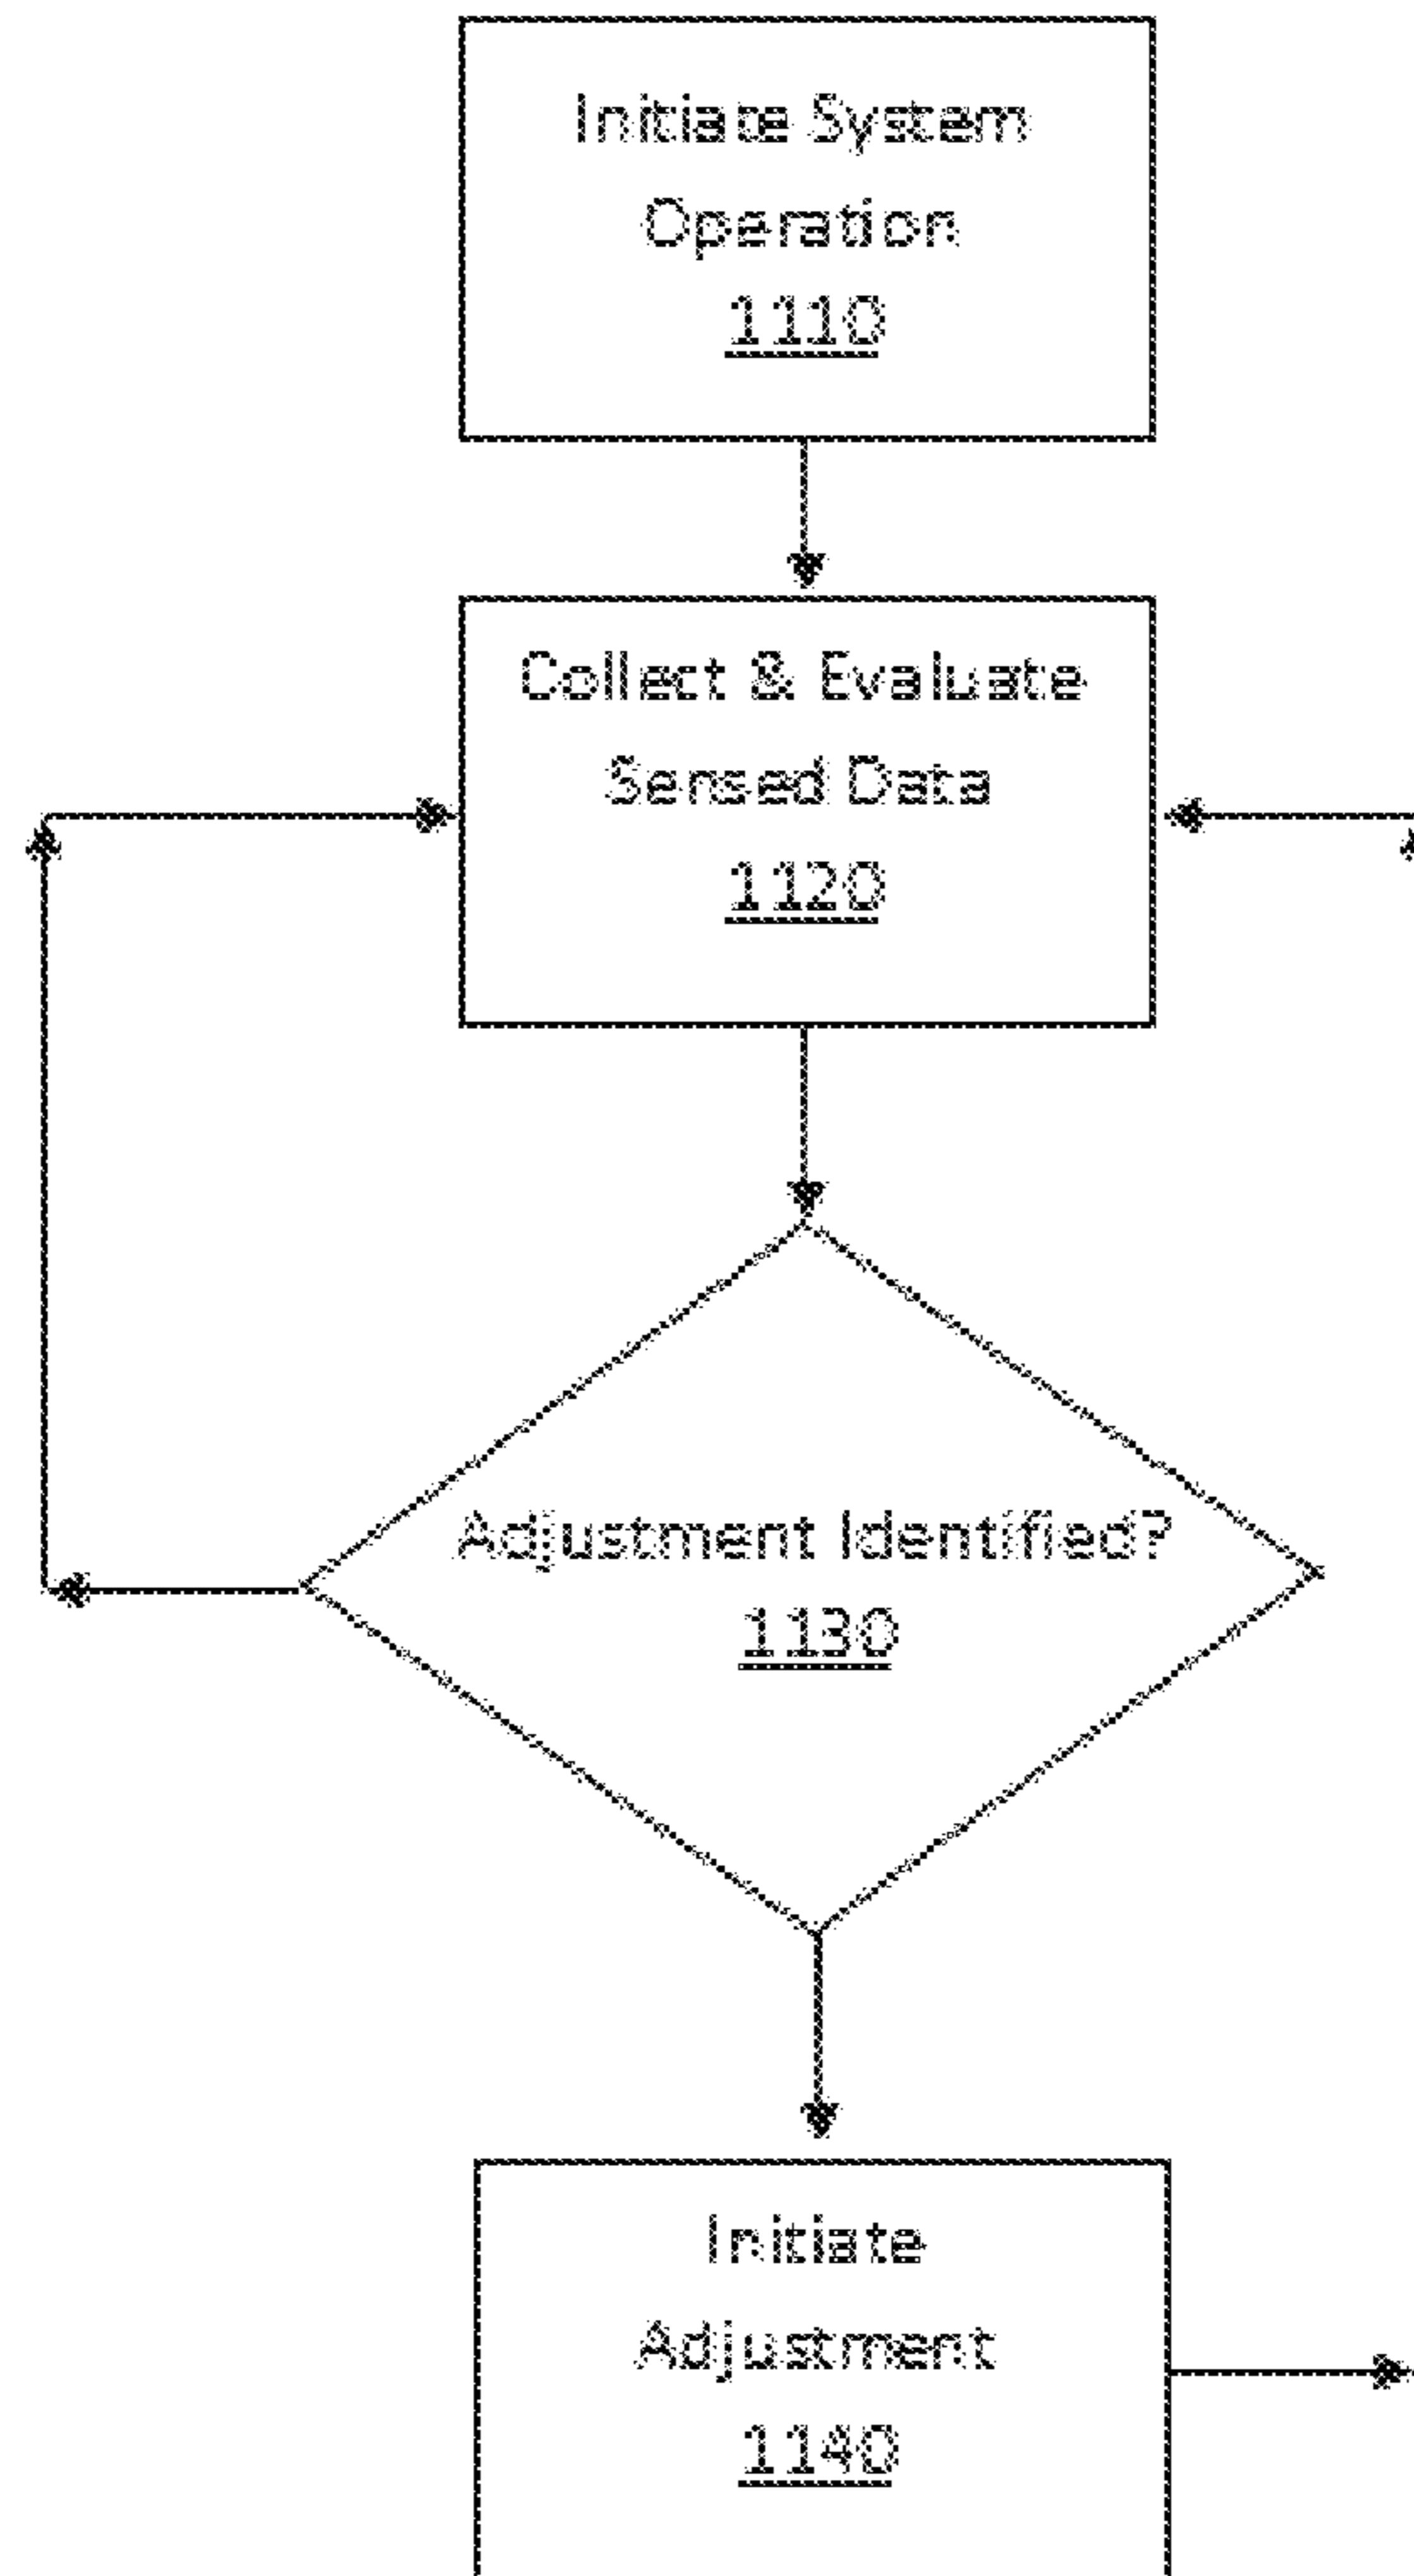 Initiate System
Operation
1110
Collect & Evaluate
Sensed Data
1120
Adjustment Identified?
1130
Initiate
Adjustment
1140